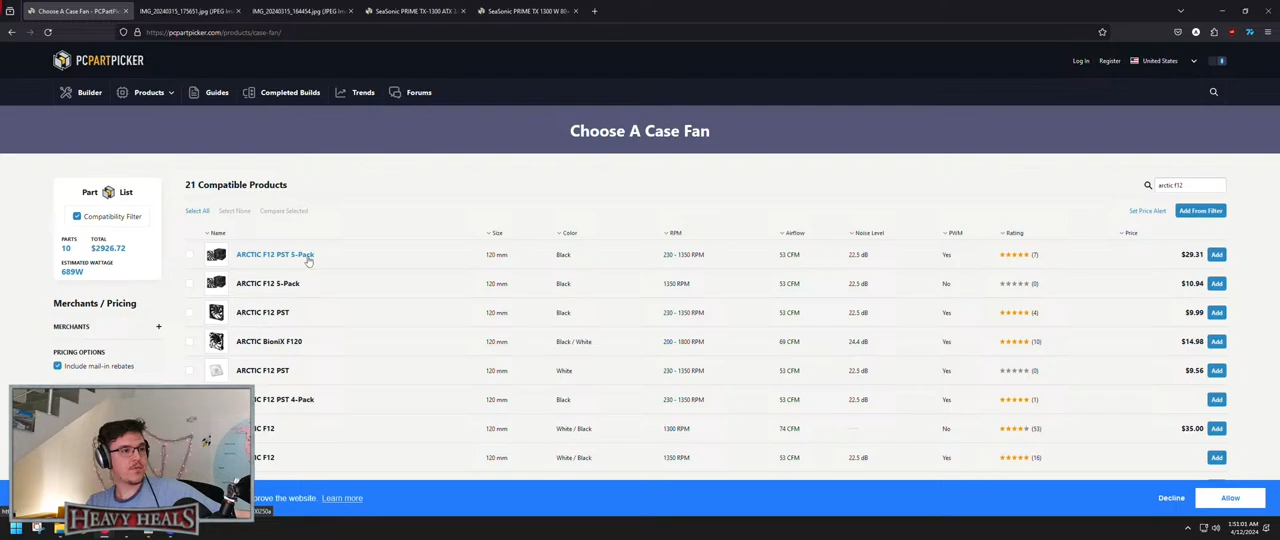 Choose A Case Fan - PCPartPi
IMG_20240315_175651.jpg (JPEG Im
IMG_20240315_164454.jpg (JPEG Im
SeaSonic PRIME TX-1300 ATX 2
SeaSonic PRIME TX 1300 W 80+
https://pcpartpicker.com/products/case-fan/
PCPARTPICKER
Log In Register United States
Builder Products Guides Completed Builds Trends Forums
Choose A Case Fan
Part List
Compatibility Filter
PARTS TOTAL
10 $2926.72
ESTIMATED WATTAGE
689W
Merchants / Pricing
MERCHANTS +
PRICING OPTIONS
Include mail-in rebates
21 Compatible Products
arctic f12
Select All Select None Compare Selected
Set Price Alert Add From Filter
Name Size Color RPM Airflow Noise Level PWM Rating Price
ARCTIC F12 PST 5-Pack 120 mm Black 230 - 1350 RPM 53 CFM 22.5 dB Yes (7) $29.31 Add
ARCTIC F12 5-Pack 120 mm Black 1350 RPM 53 CFM 22.5 dB No (0) $10.94 Add
ARCTIC F12 PST 120 mm Black 230 - 1350 RPM 53 CFM 22.5 dB Yes (4) $9.99 Add
ARCTIC BioniX F120 120 mm Black / White 200 - 1800 RPM 69 CFM 24.4 dB Yes (10) $14.98 Add
ARCTIC F12 PST 120 mm White 230 - 1350 RPM 53 CFM 22.5 dB Yes (0) $9.56 Add
IC F12 PST 4-Pack 120 mm Black 230 - 1350 RPM 53 CFM 22.5 dB Yes (1) Add
IC F12 120 mm White / Black 1300 RPM 74 CFM No (53) $35.00 Add
IC F12 120 mm White / Black 1350 RPM 53 CFM 22.5 dB Yes (16) Add
prove the website. Learn more
Decline Allow
00250a
HEAVY HEALS
1:51:01 AM
4/12/2024